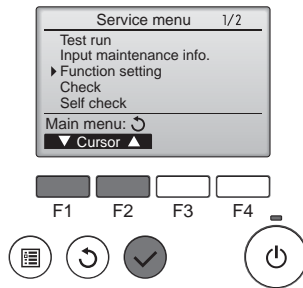 Service menu 1/2
Test run
Input maintenance info.
Function setting
Check
Self check
Main menu:
Cursor
F1 F2 F3 F4